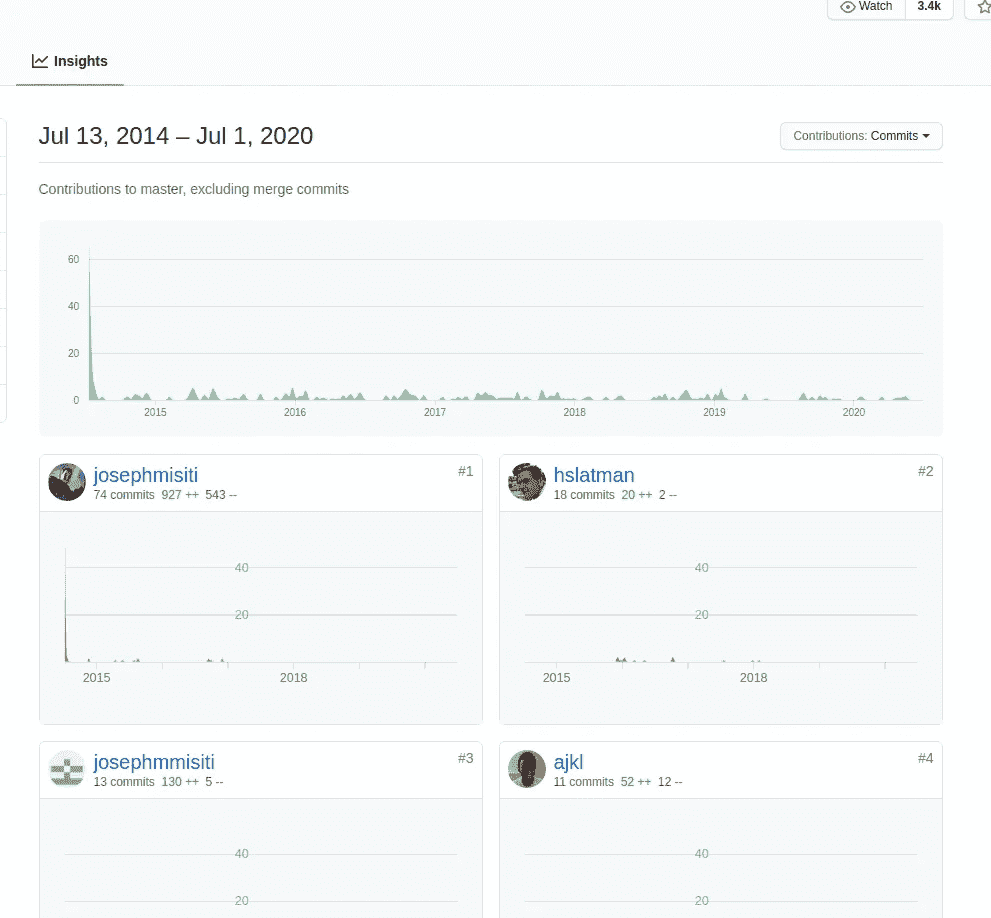 Watch 3.4k
Insights
Jul 13, 2014 – Jul 1, 2020
Contributions: Commits
Contributions to master, excluding merge commits
60
40
20
0
2015 2016 2017 2018 2019 2020
josephmisiti #1
74 commits 927 ++ 543 --
40
20
2015 2018
hslatman #2
18 commits 20 ++ 2 --
40
20
2015 2018
josephmmisiti #3
13 commits 130 ++ 5 --
40
20
ajkl #4
11 commits 52 ++ 12 --
40
20